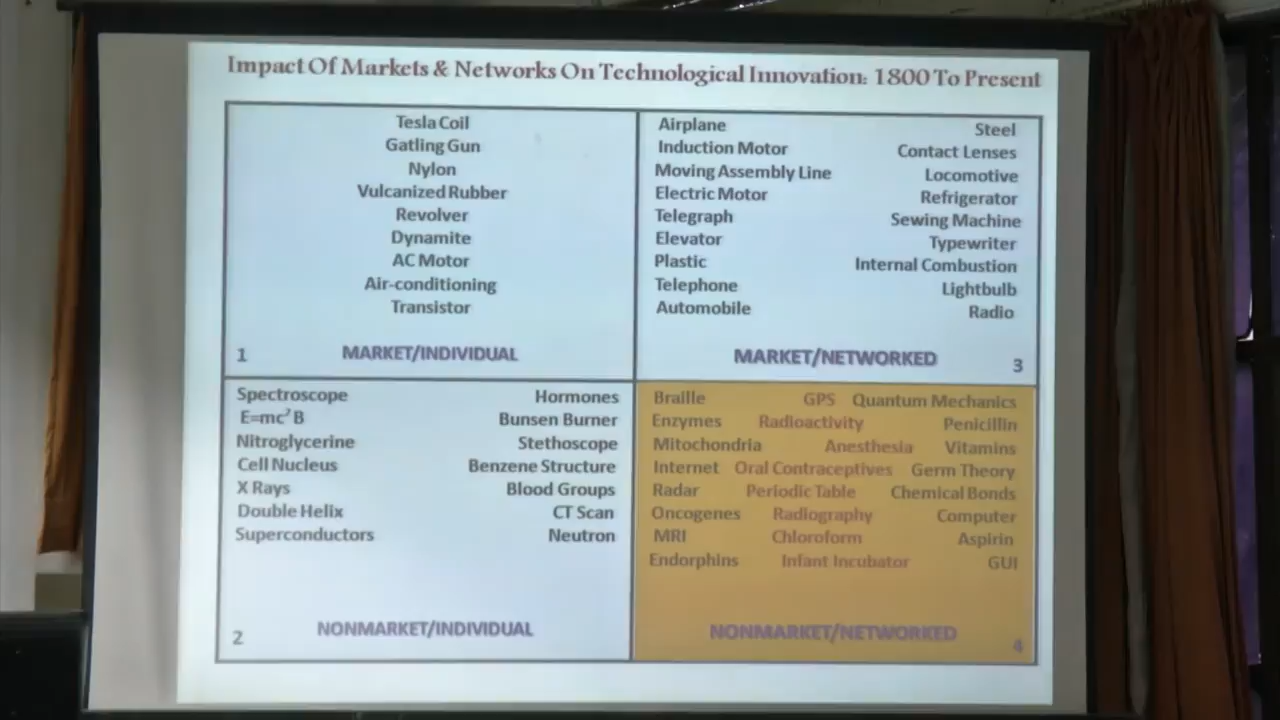 Impact Of Markets & Networks On Technological Innovation: 1800 To Present
Tesla Coil
Gatling Gun
Nylon
Vulcanized Rubber
Revolver
Dynamite
AC Motor
Air-conditioning
Transistor
1 MARKET/INDIVIDUAL
Airplane Steel
Induction Motor Contact Lenses
Moving Assembly Line Locomotive
Electric Motor Refrigerator
Telegraph Sewing Machine
Elevator Typewriter
Plastic Internal Combustion
Telephone Lightbulb
Automobile Radio
MARKET/NETWORKED 3
Spectroscope Hormones
E=mc² B Bunsen Burner
Nitroglycerine Stethoscope
Cell Nucleus Benzene Structure
X Rays Blood Groups
Double Helix CT Scan
Superconductors Neutron
2 NONMARKET/INDIVIDUAL
Braille GPS Quantum Mechanics
Enzymes Radioactivity Penicillin
Mitochondria Anesthesia Vitamins
Internet Oral Contraceptives Germ Theory
Radar Periodic Table Chemical Bonds
Oncogenes Radiography Computer
MRI Chloroform Aspirin
Endorphins Infant Incubator GUI
NONMARKET/NETWORKED 4